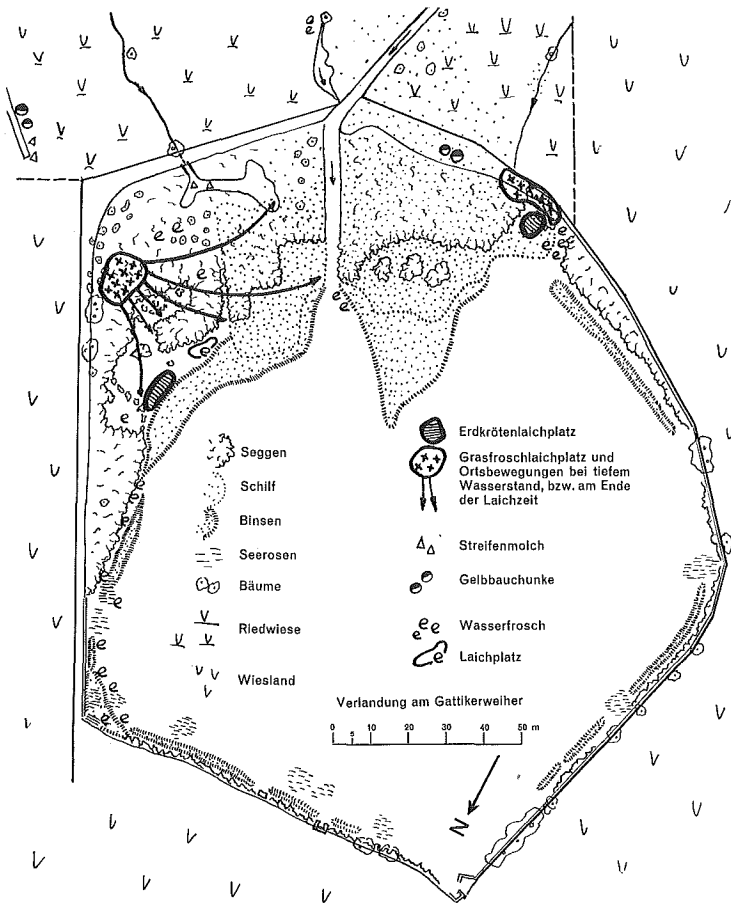 Seggen
Schilf
Binsen
Seerosen
Bäume
Riedwiese
Wiesland
Erdkrötenlaichplatz
Grasfroschlaichplatz und
Ortsbewegungen bei tiefem
Wasserstand, bzw. am Ende
der Laichzeit
Streifenmolch
Gelbbauchunke
Wasserfrosch
Laichplatz
Verlandung am Gattikerweiher
0 5 10 20 30 40 50 m
N